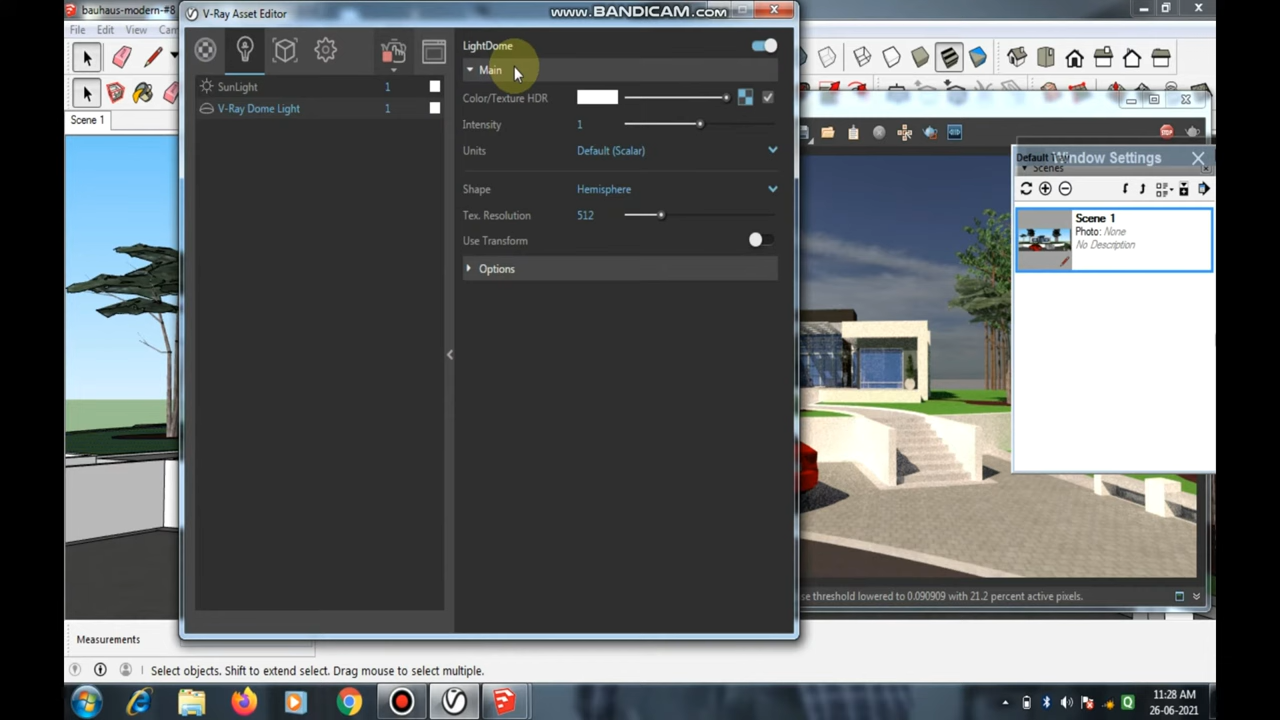 bauhaus-modern-#8
V-Ray Asset Editor
www.BANDICAM.com
File Edit View
SunLight 1
V-Ray Dome Light 1
LightDome
Main
Color/Texture HDR
Intensity 1
Units Default (Scalar)
Shape Hemisphere
Tex. Resolution 512
Use Transform
Options
Scene 1
Window Settings
Scenes
Scene 1
Photo: None
No Description
threshold lowered to 0.090909 with 21.2 percent active pixels.
Measurements
Select objects. Shift to extend select. Drag mouse to select multiple.
11:28 AM
26-06-2021